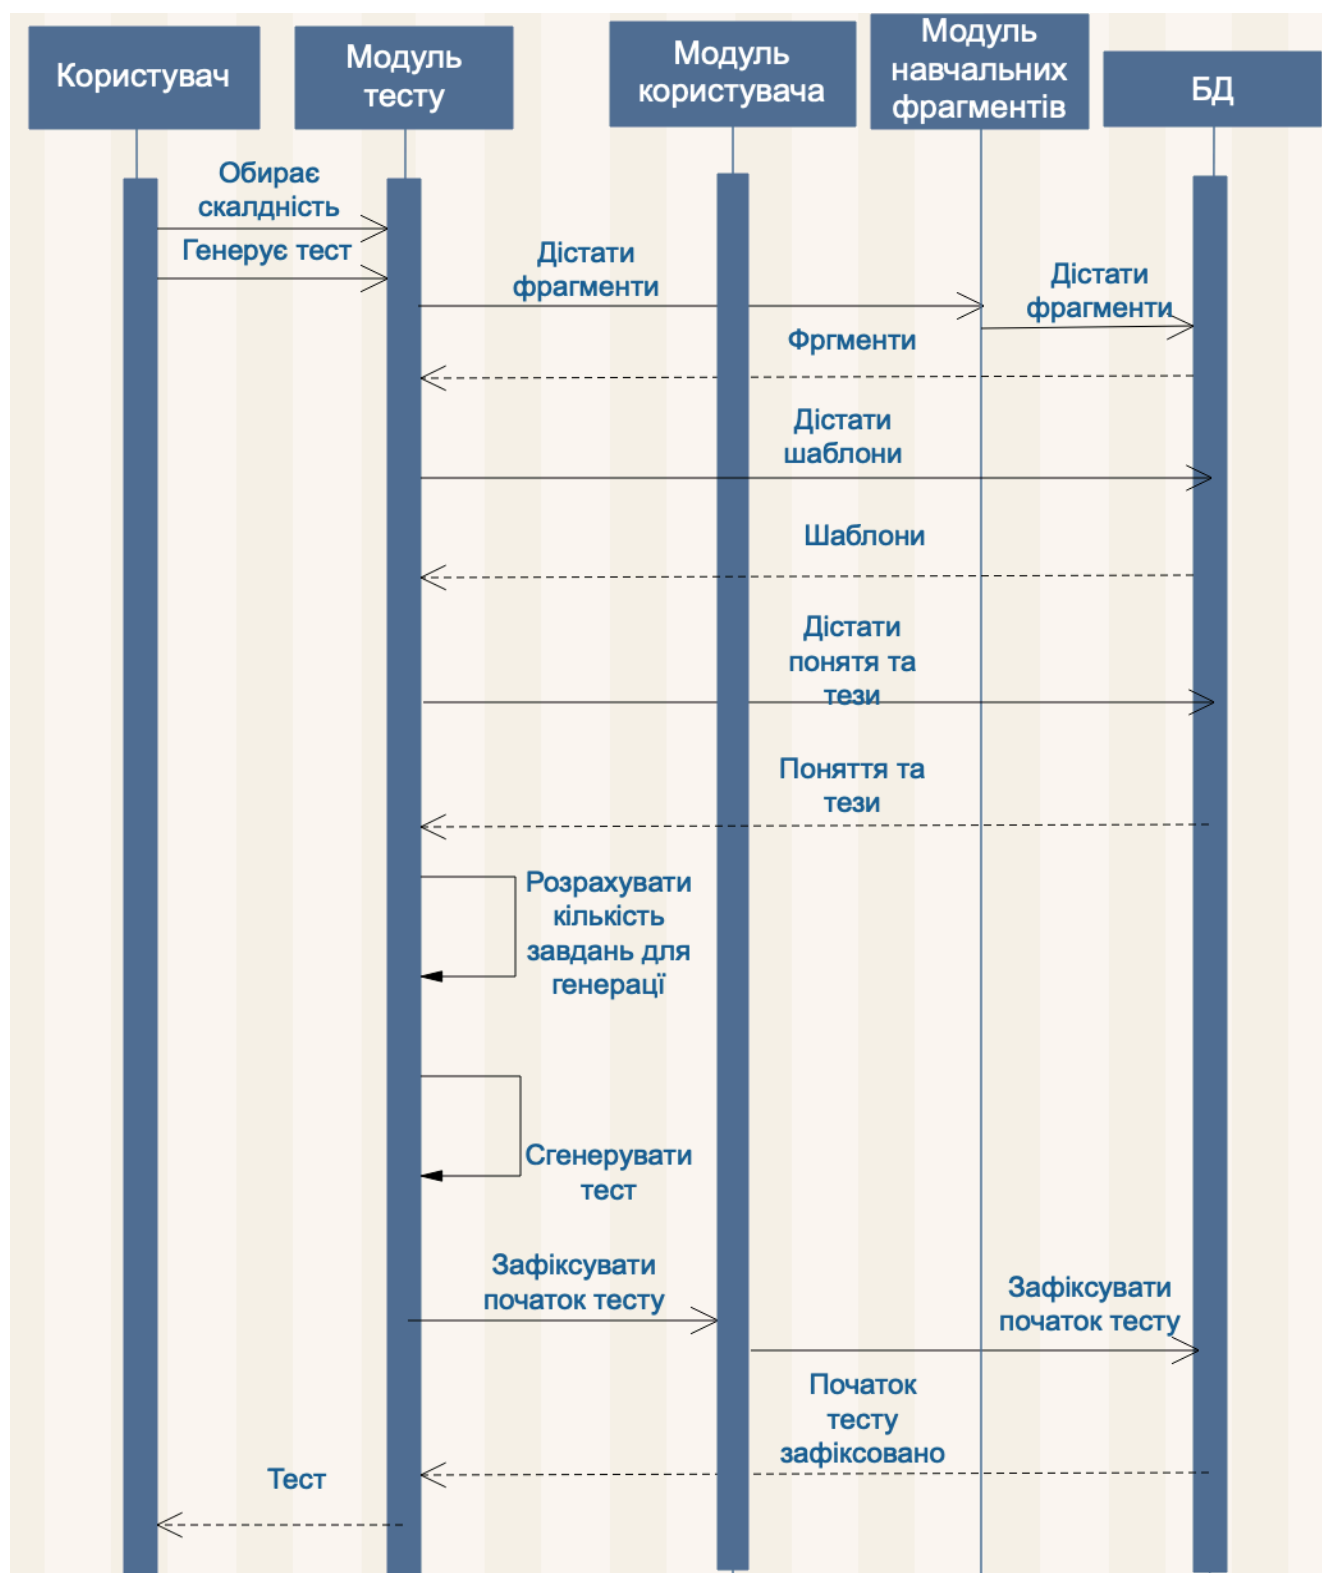 Користувач
Модуль
тесту
Модуль
користувача
Модуль
навчальних
фрагментів
БД
Обирає
скалдність
Генерує тест
Дістати
фрагменти
Дістати
фрагменти
Фргменти
Дістати
шаблони
Шаблони
Дістати
понятя та
тези
Поняття та
тези
Розрахувати
кількість
завдань для
генерації
Сгенерувати
тест
Зафіксувати
початок тесту
Зафіксувати
початок тесту
Початок
тесту
зафіксовано
Тест